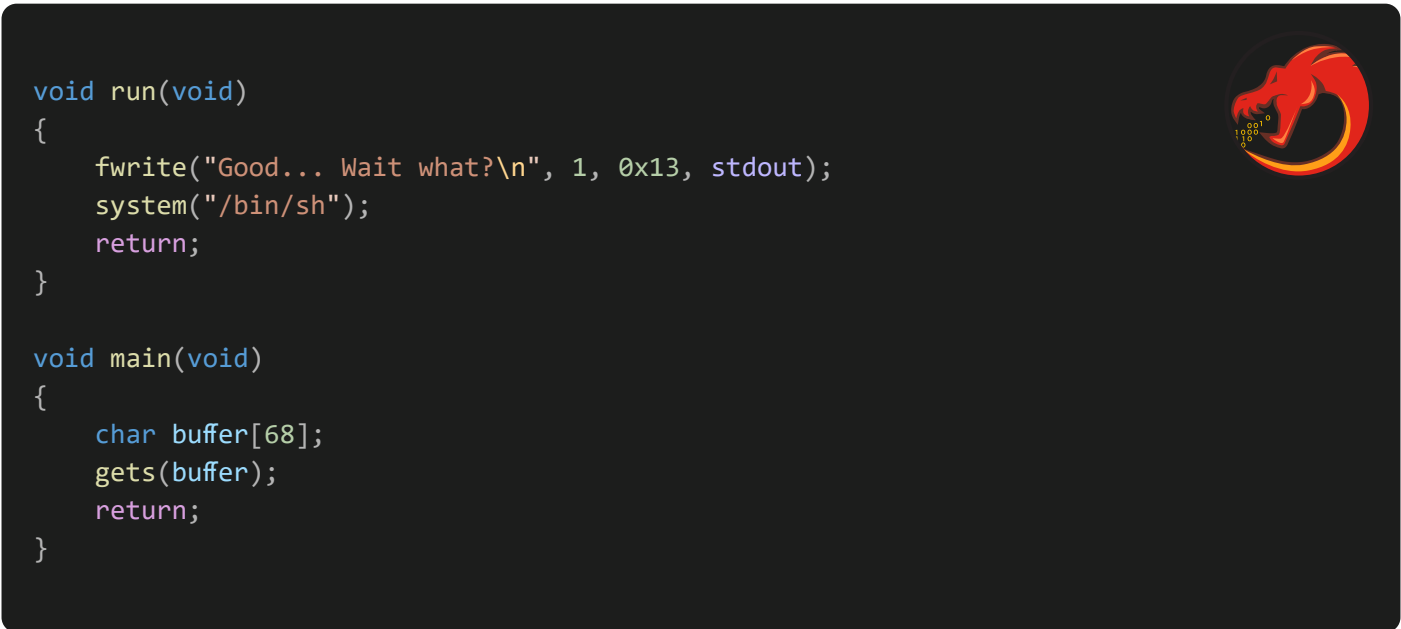 void run(void)
{
    fwrite("Good... Wait what?\n", 1, 0x13, stdout);
    system("/bin/sh");
    return;
}
void main(void)
{
    char buffer[68];
    gets(buffer);
    return;
}